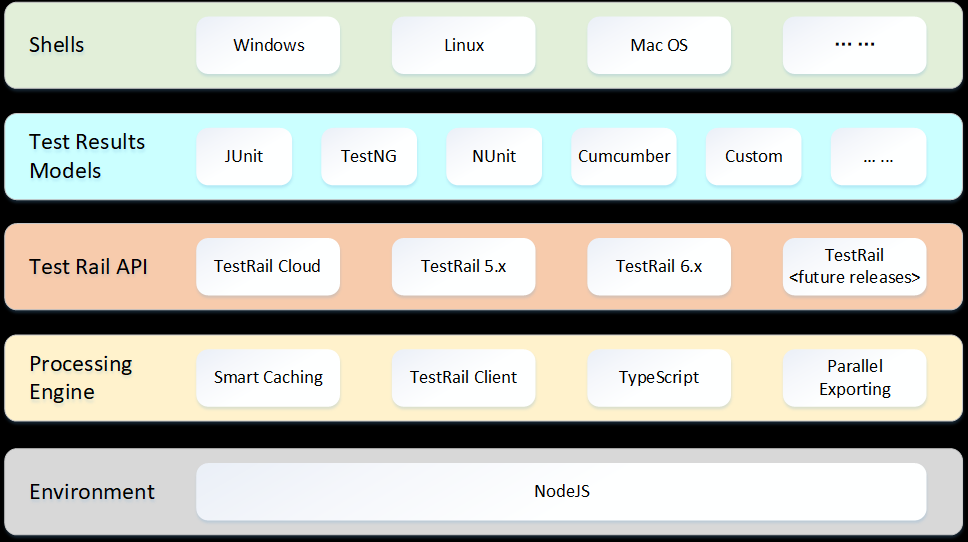 Shells
Windows
Linux
Mac OS
... ...
Test Results
Models
JUnit
TestNG
NUnit
Cumcumber
Custom
... ...
Test Rail API
TestRail Cloud
TestRail 5.x
TestRail 6.x
TestRail
<future releases>
Processing
Engine
Smart Caching
TestRail Client
TypeScript
Parallel
Exporting
Environment
NodeJS